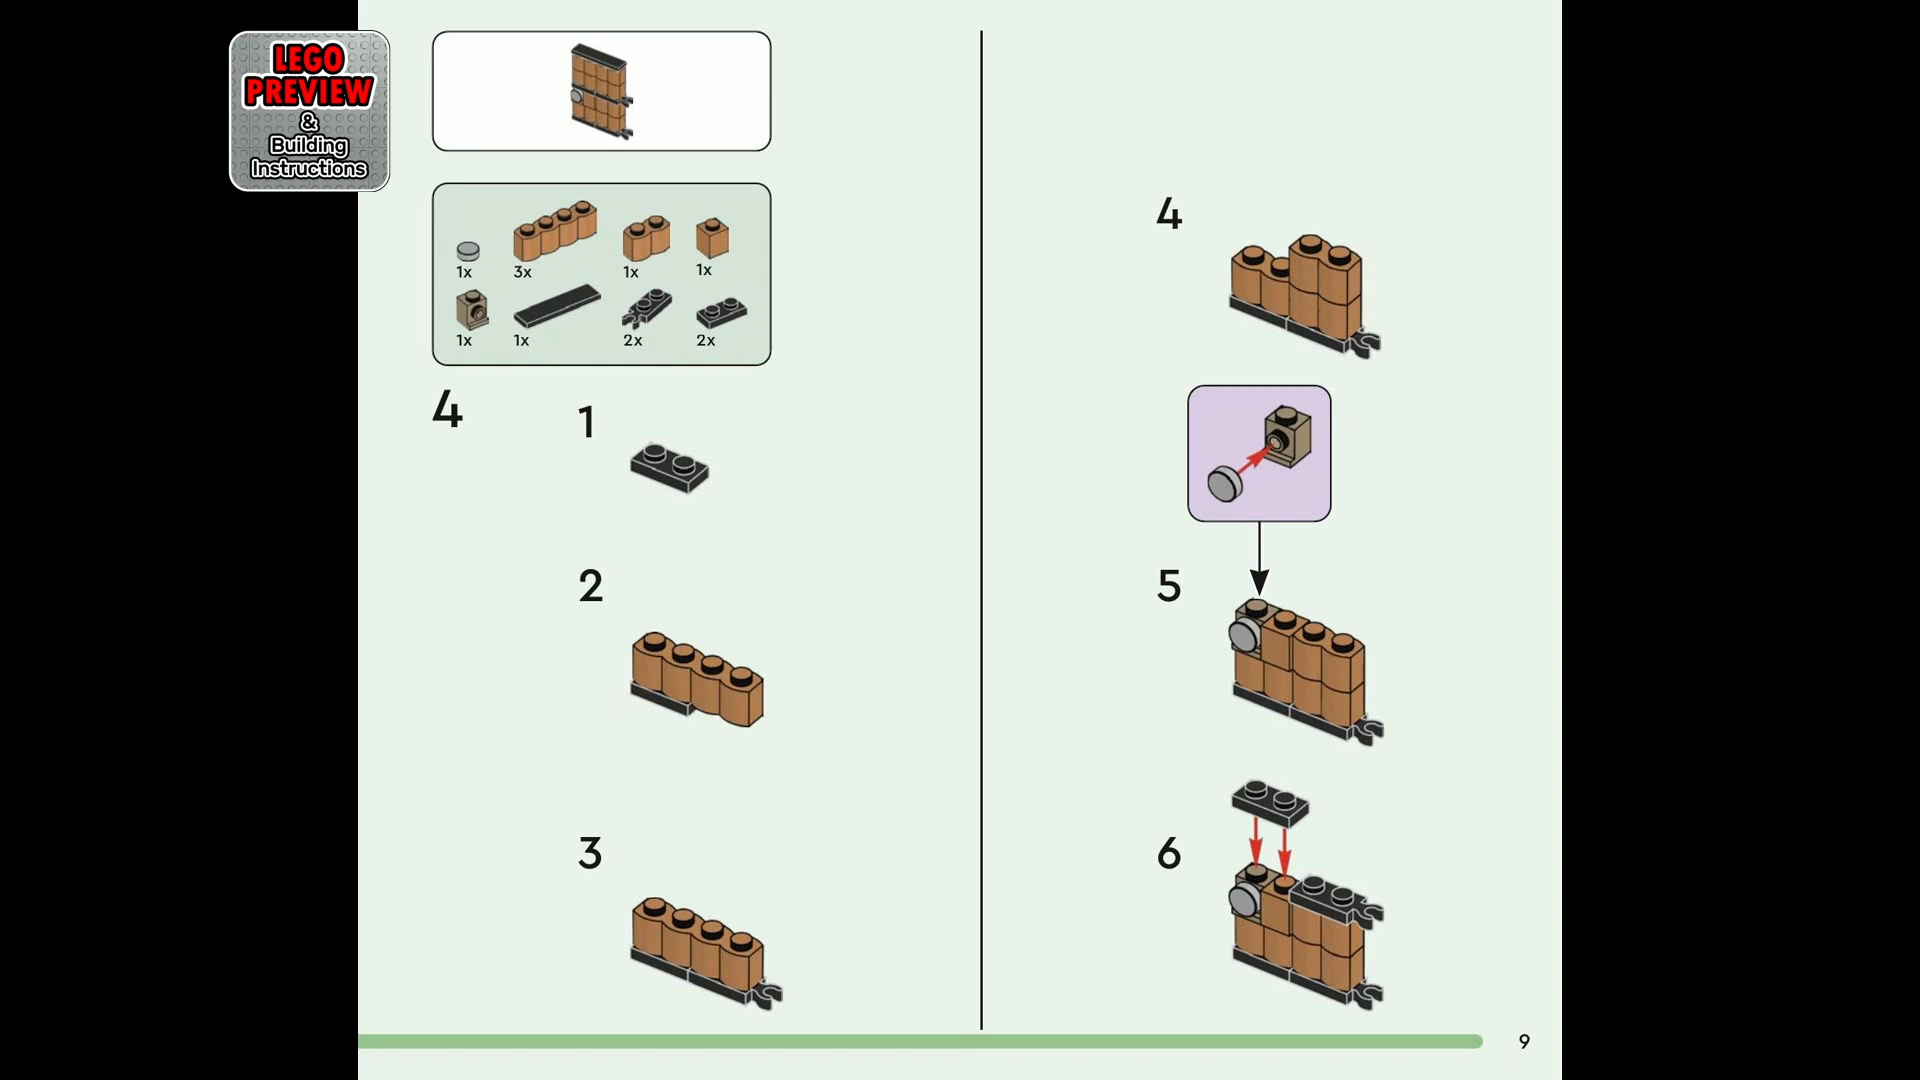 LEGO
PREVIEW
&
Building
Instructions
1x
3x
1x
1x
1x
1x
2x
2x
4
1
2
3
4
5
6
9